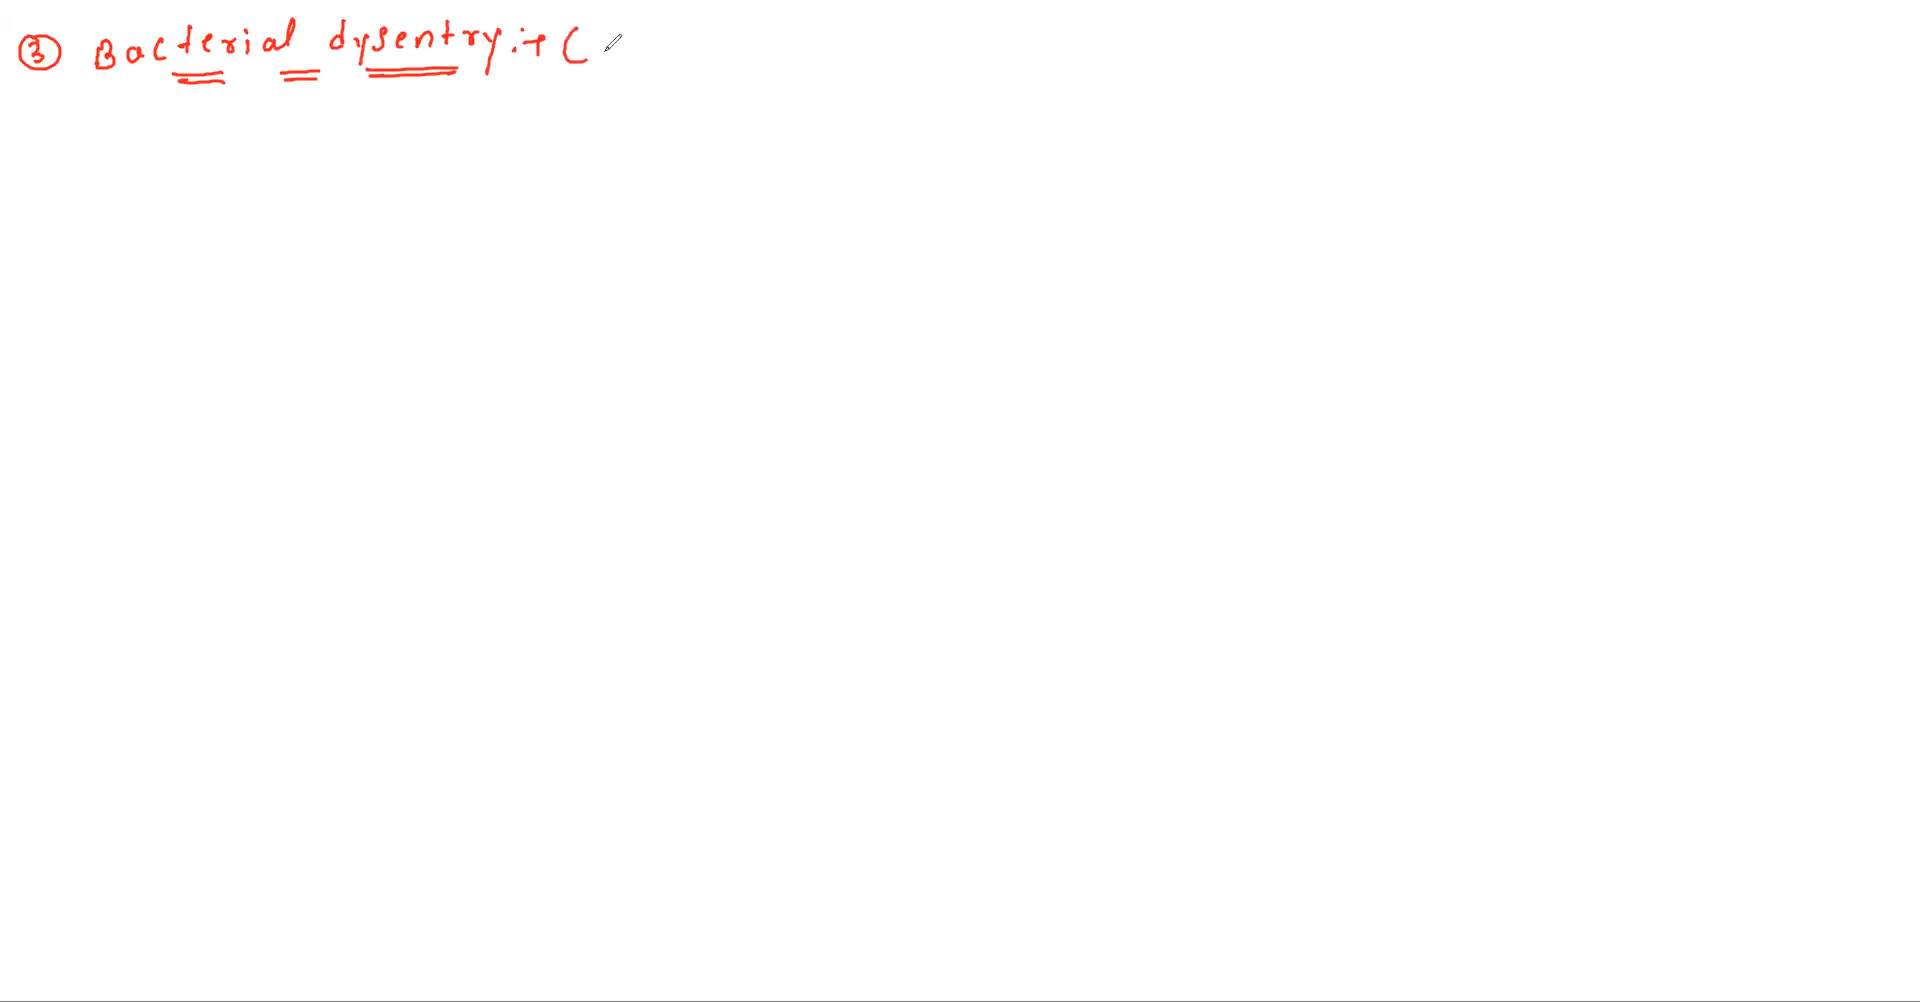 ③ Bacterial dysentry :→ (